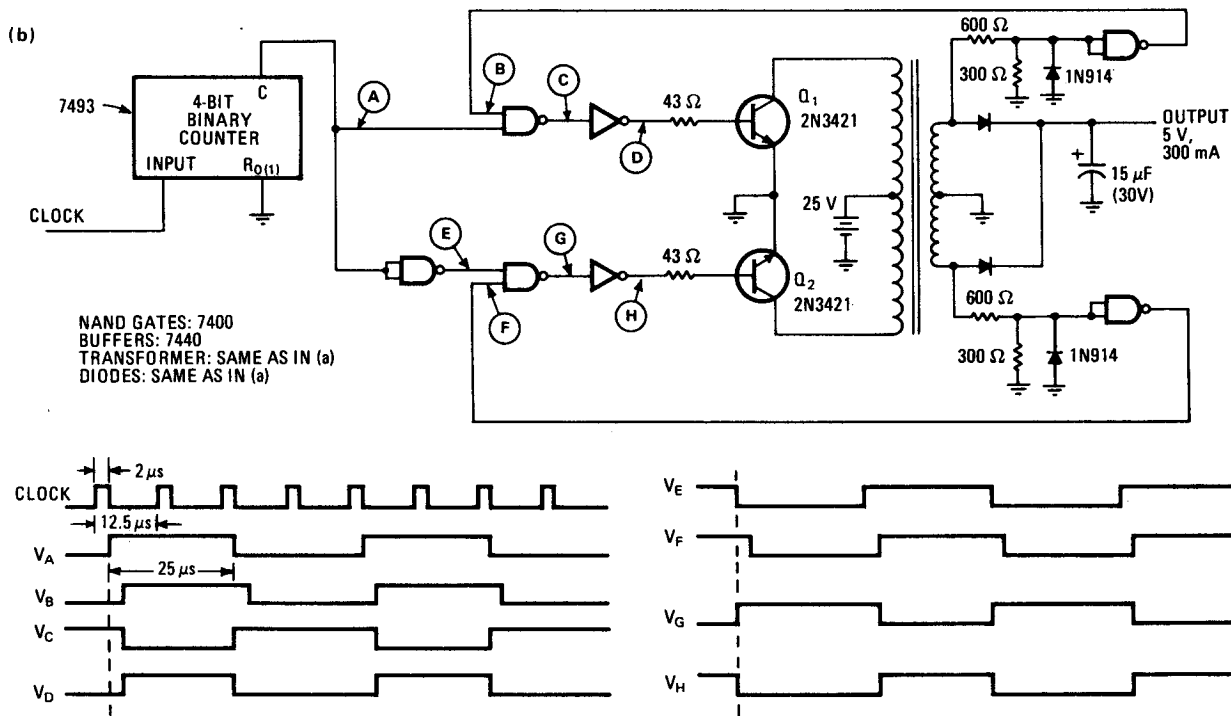 (b)
7493
C
4-BIT
BINARY
COUNTER
INPUT R0(1)
CLOCK
A
B
C
D
43 Ω
Q1
2N3421
E
F
G
H
43 Ω
Q2
2N3421
25 V
600 Ω
300 Ω
1N914
OUTPUT
5 V,
300 mA
+
15 μF
(30V)
600 Ω
300 Ω
1N914
NAND GATES: 7400
BUFFERS: 7440
TRANSFORMER: SAME AS IN (a)
DIODES: SAME AS IN (a)
2 μs
CLOCK
12.5 μs
VA
25 μs
VB
VC
VD
VE
VF
VG
VH